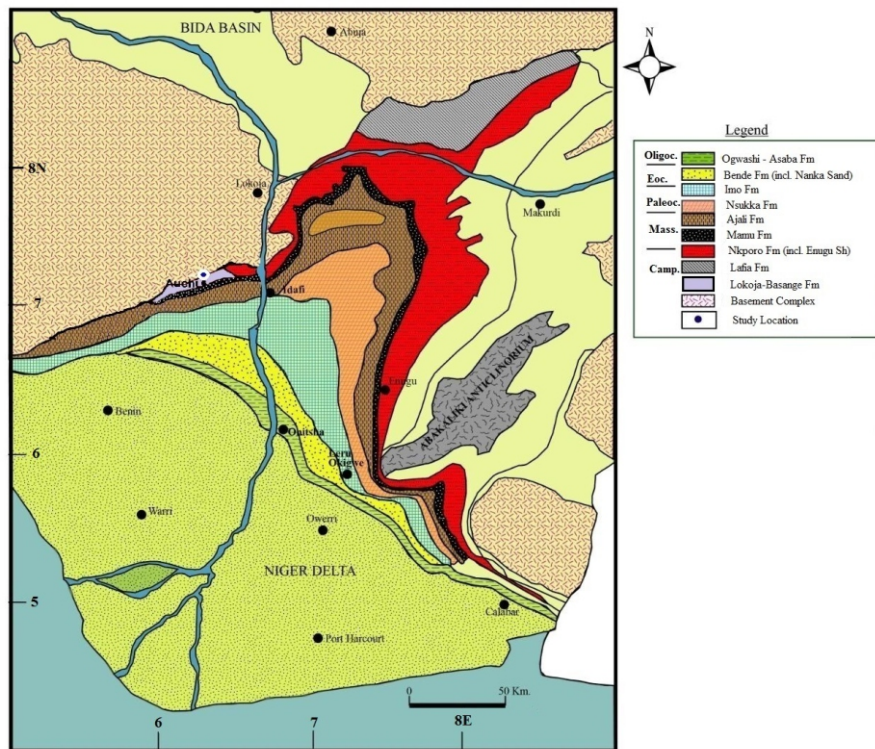 BIDA BASIN
Abuja
N
8N
Lokoja
Makurdi
Auchi
7
Idafi
Enugu
ABAKALIKI ANTICLINORIUM
Benin
Onitsha
6
Leru
Okigwe
Warri
Owerri
NIGER DELTA
5
Calabar
Port Harcourt
0 50 Km.
6 7 8E
Legend
Oligoc. Ogwashi - Asaba Fm
Eoc. Bende Fm (incl. Nanka Sand)
Imo Fm
Paleoc. Nsukka Fm
Ajali Fm
Mass. Mamu Fm
Nkporo Fm (incl. Enugu Sh)
Camp. Lafia Fm
Lokoja-Basange Fm
Basement Complex
Study Location